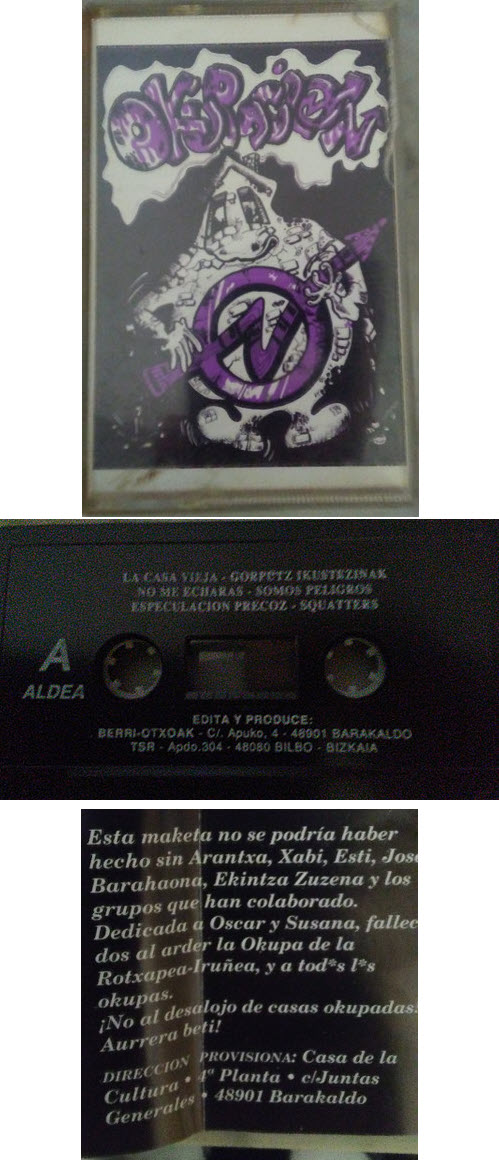 OKUPACIÓN
LA CASA VIEJA - GORPUTZ IKUSTEZINAK
NO ME ECHARAS - SOMOS PELIGROS
ESPECULACION PRECOZ - SQUATTERS
A
ALDEA
EDITA Y PRODUCE:
BERRI-OTXOAK - C/. Apuko, 4 - 48901 BARAKALDO
TSR - Apdo.304 - 48080 BILBO - BIZKAIA
Esta maketa no se podría haber
hecho sin Arantxa, Xabi, Esti, Jose
Barahaona, Ekintza Zuzena y los
grupos que han colaborado.
Dedicada a Oscar y Susana, fallec
dos al arder la Okupa de la
Rotxapea-Iruñea, y a tod*s l*s
okupas.
¡No al desalojo de casas okupadas!
Aurrera beti!
DIRECCION PROVISIONA: Casa de la
Cultura • 4ª Planta • c/Juntas
Generales • 48901 Barakaldo